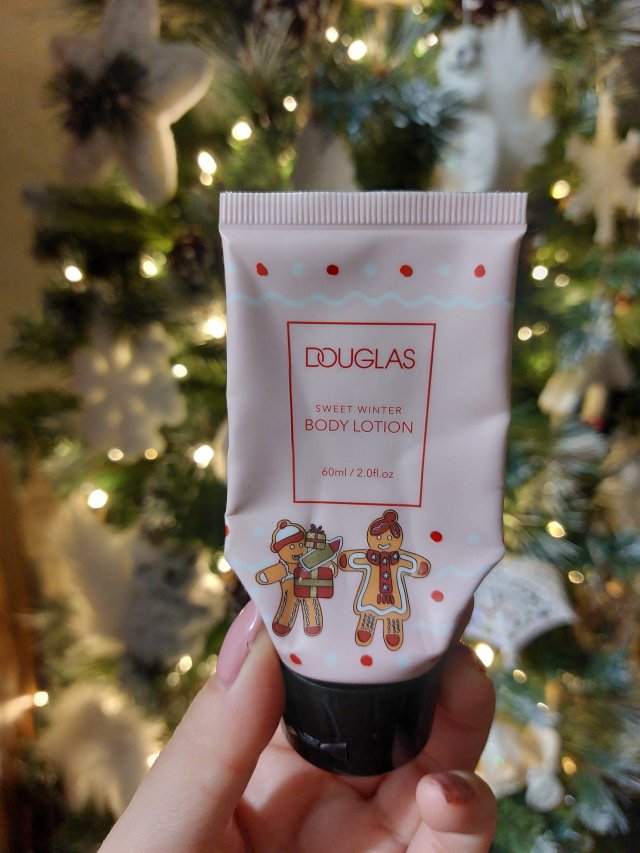 DOUGLAS
SWEET WINTER
BODY LOTION
60ml / 2.0fl.oz